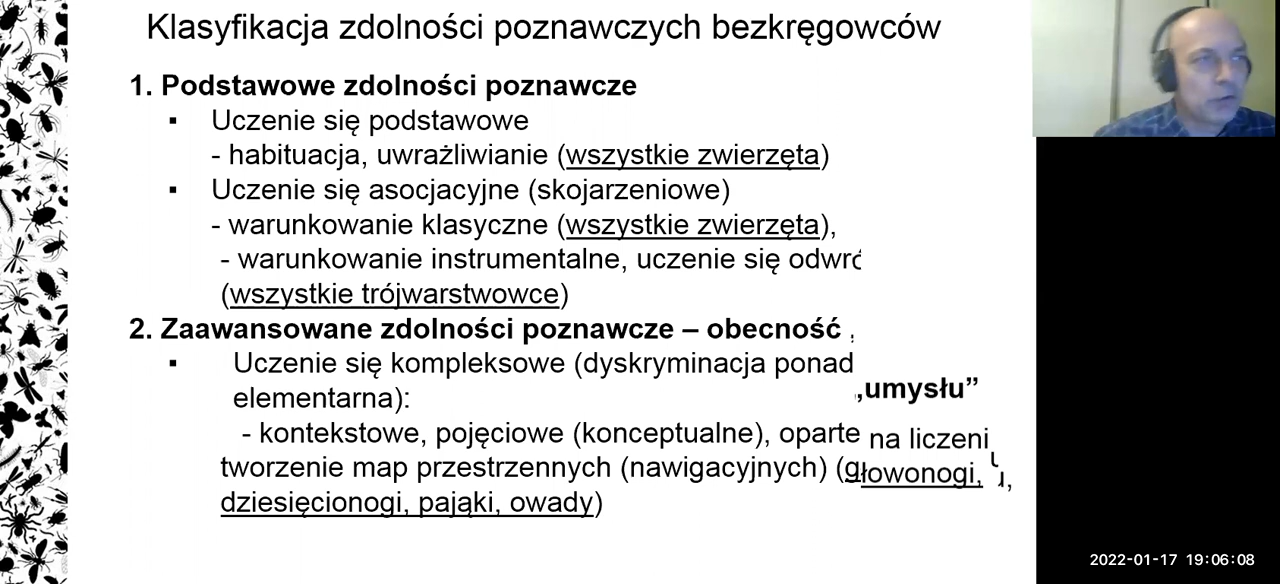 Klasyfikacja zdolności poznawczych bezkręgowców
1. Podstawowe zdolności poznawcze
▪ Uczenie się podstawowe
- habituacja, uwrażliwianie (wszystkie zwierzęta)
▪ Uczenie się asocjacyjne (skojarzeniowe)
- warunkowanie klasyczne (wszystkie zwierzęta),
- warunkowanie instrumentalne, uczenie się
(wszystkie trójwarstwowce)
2. Zaawansowane zdolności poznawcze – obecność
„umysłu”
▪ Uczenie się kompleksowe (dyskryminacja ponad
elementarna):
- kontekstowe, pojęciowe (konceptualne), oparte na
tworzenie map przestrzennych (nawigacyjnych) (głowonogi,
dziesięcionogi, pająki, owady)
2022-01-17 19:06:08